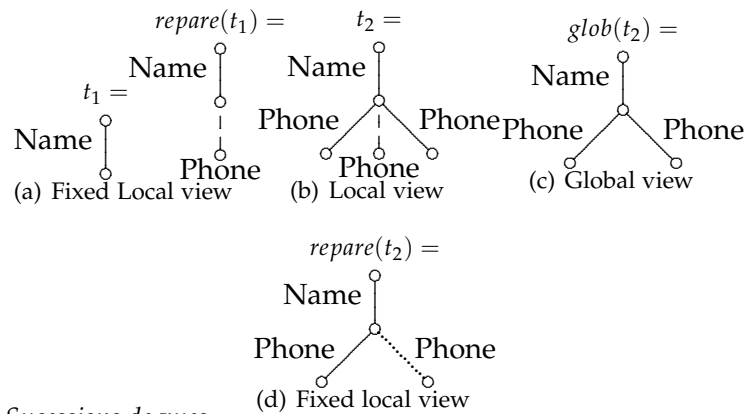 repare(t₁) =
t₂ =
glob(t₂) =
Name
Name
Name
t₁ =
Name
Phone
Phone
Phone
Phone
Phone
Phone
(a) Fixed Local view
(b) Local view
(c) Global view
repare(t₂) =
Name
Phone
Phone
(d) Fixed local view